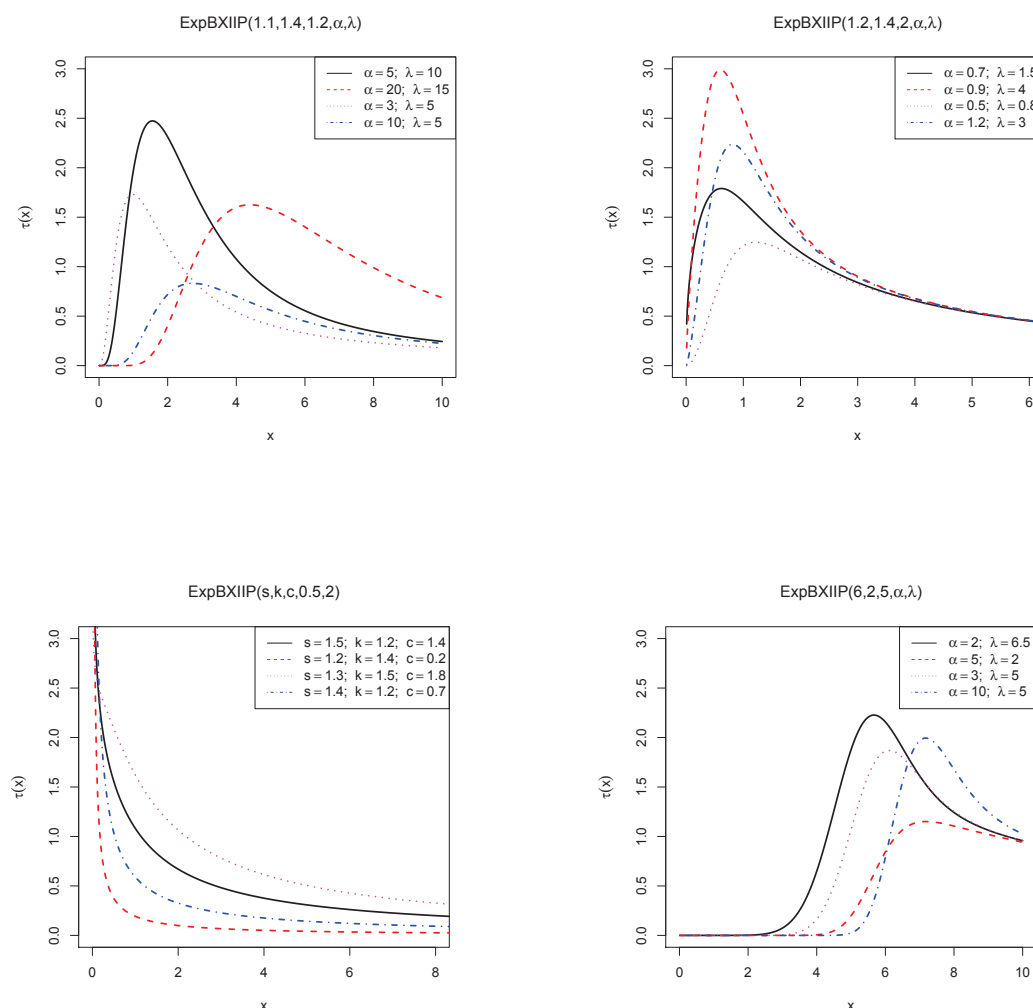 ExpBXIIP(1.1,1.4,1.2,α,λ)
τ(x)
3.0
2.5
2.0
1.5
1.0
0.5
0.0
α = 5; λ = 10
α = 20; λ = 15
α = 3; λ = 5
α = 10; λ = 5
0 2 4 6 8 10
x
ExpBXIIP(1.2,1.4,2,α,λ)
τ(x)
3.0
2.5
2.0
1.5
1.0
0.5
0.0
α = 0.7; λ = 1.5
α = 0.9; λ = 4
α = 0.5; λ = 0.8
α = 1.2; λ = 3
0 1 2 3 4 5 6
x
ExpBXIIP(s,k,c,0.5,2)
τ(x)
3.0
2.5
2.0
1.5
1.0
0.5
0.0
s = 1.5; k = 1.2; c = 1.4
s = 1.2; k = 1.4; c = 0.2
s = 1.3; k = 1.5; c = 1.8
s = 1.4; k = 1.2; c = 0.7
0 2 4 6 8
x
ExpBXIIP(6,2,5,α,λ)
τ(x)
3.0
2.5
2.0
1.5
1.0
0.5
0.0
α = 2; λ = 6.5
α = 5; λ = 2
α = 3; λ = 5
α = 10; λ = 5
0 2 4 6 8 10
x